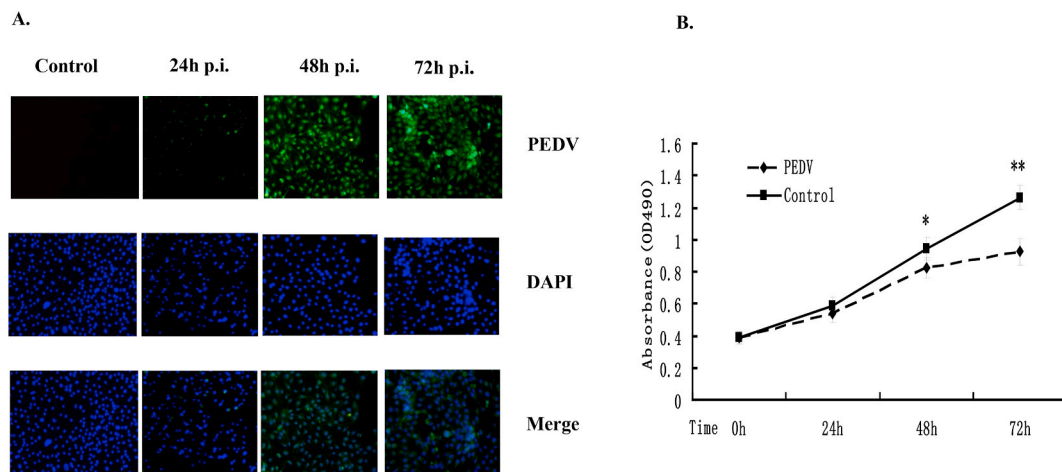 A.
Control 24h p.i. 48h p.i. 72h p.i.
PEDV
DAPI
Merge
B.
PEDV
Control
Absorbance(OD490)
1.6
1.4
1.2
1
0.8
0.6
0.4
0.2
0
*
**
Time 0h 24h 48h 72h